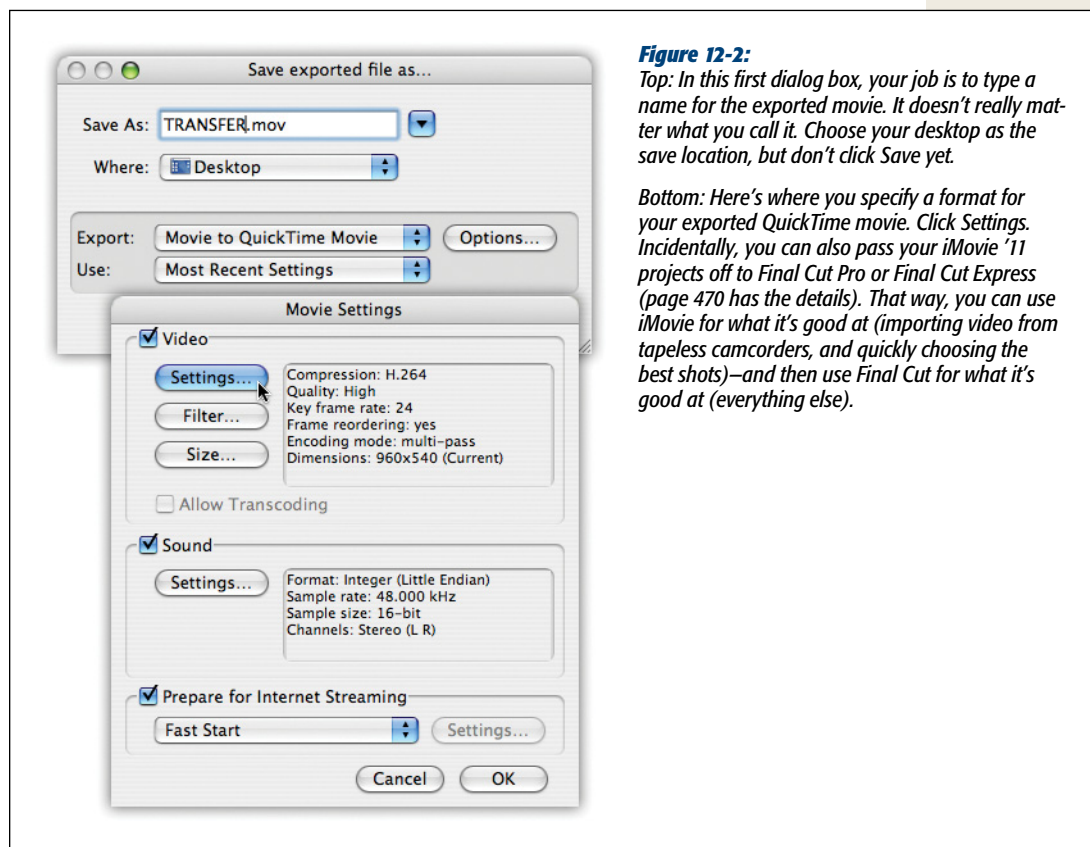 Save exported file as...
Save As: TRANSFER.mov
Where: Desktop
Export: Movie to QuickTime Movie Options...
Use: Most Recent Settings
Movie Settings
Video
Settings...
Filter...
Size...
Compression: H.264
Quality: High
Key frame rate: 24
Frame reordering: yes
Encoding mode: multi-pass
Dimensions: 960x540 (Current)
Allow Transcoding
Sound
Settings...
Format: Integer (Little Endian)
Sample rate: 48.000 kHz
Sample size: 16-bit
Channels: Stereo (L R)
Prepare for Internet Streaming
Fast Start Settings...
Cancel OK
Figure 12-2:
Top: In this first dialog box, your job is to type a
name for the exported movie. It doesn't really mat-
ter what you call it. Choose your desktop as the
save location, but don't click Save yet.
Bottom: Here's where you specify a format for
your exported QuickTime movie. Click Settings.
Incidentally, you can also pass your iMovie '11
projects off to Final Cut Pro or Final Cut Express
(page 470 has the details). That way, you can use
iMovie for what it's good at (importing video from
tapeless camcorders, and quickly choosing the
best shots)—and then use Final Cut for what it's
good at (everything else).